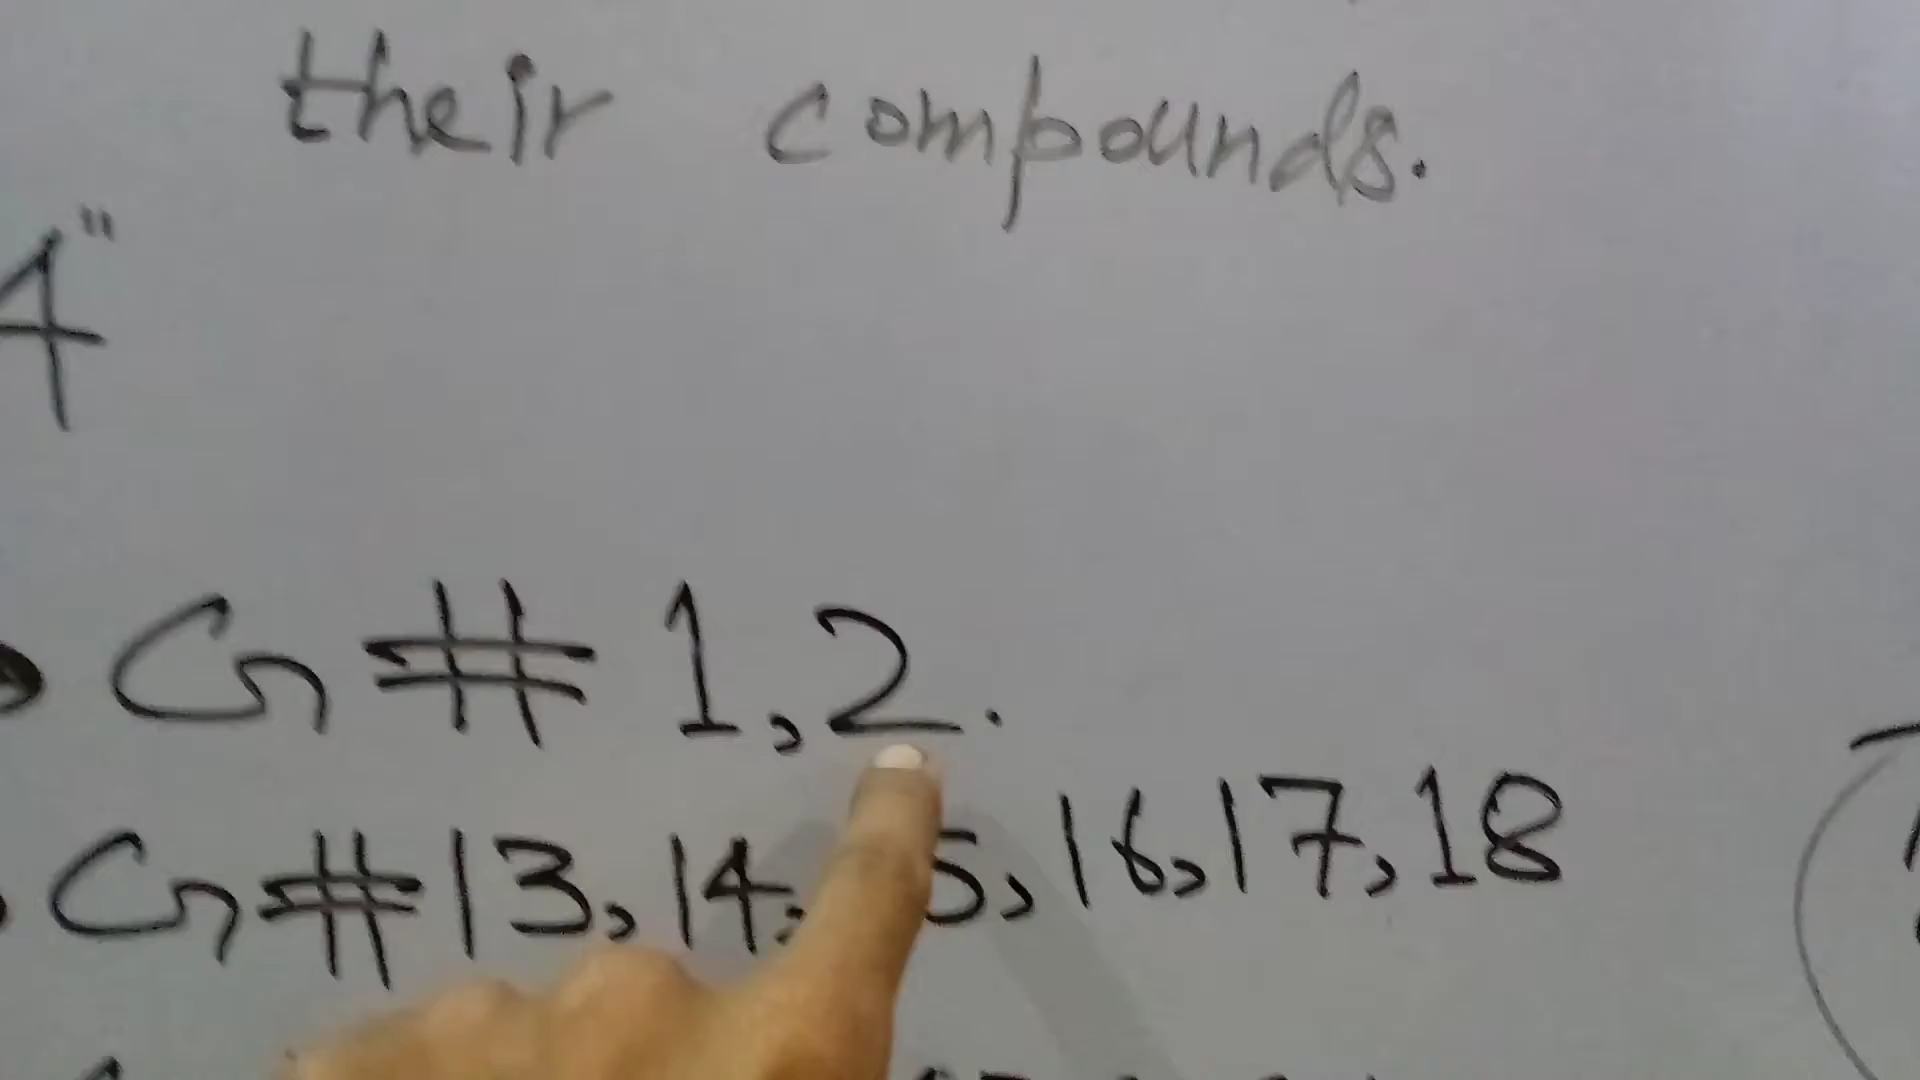 their compounds.
4"
G # 1,2.
G # 13, 14, 15, 16, 17, 18